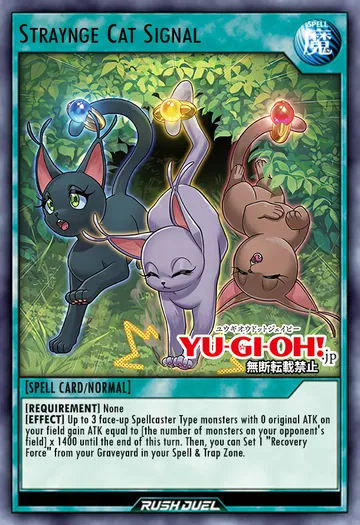 STRAYNGE CAT SIGNAL
SPELL
魔
ユウギオウドットジェイピー
YU-GI-OH!.jp
無断転載禁止
[SPELL CARD/NORMAL]
[REQUIREMENT] None
[EFFECT] Up to 3 face-up Spellcaster Type monsters with 0 original ATK on
your field gain ATK equal to [the number of monsters on your opponent's
field] x 1400 until the end of this turn. Then, you can Set 1 "Recovery
Force" from your Graveyard in your Spell & Trap Zone.
RUSH DUEL